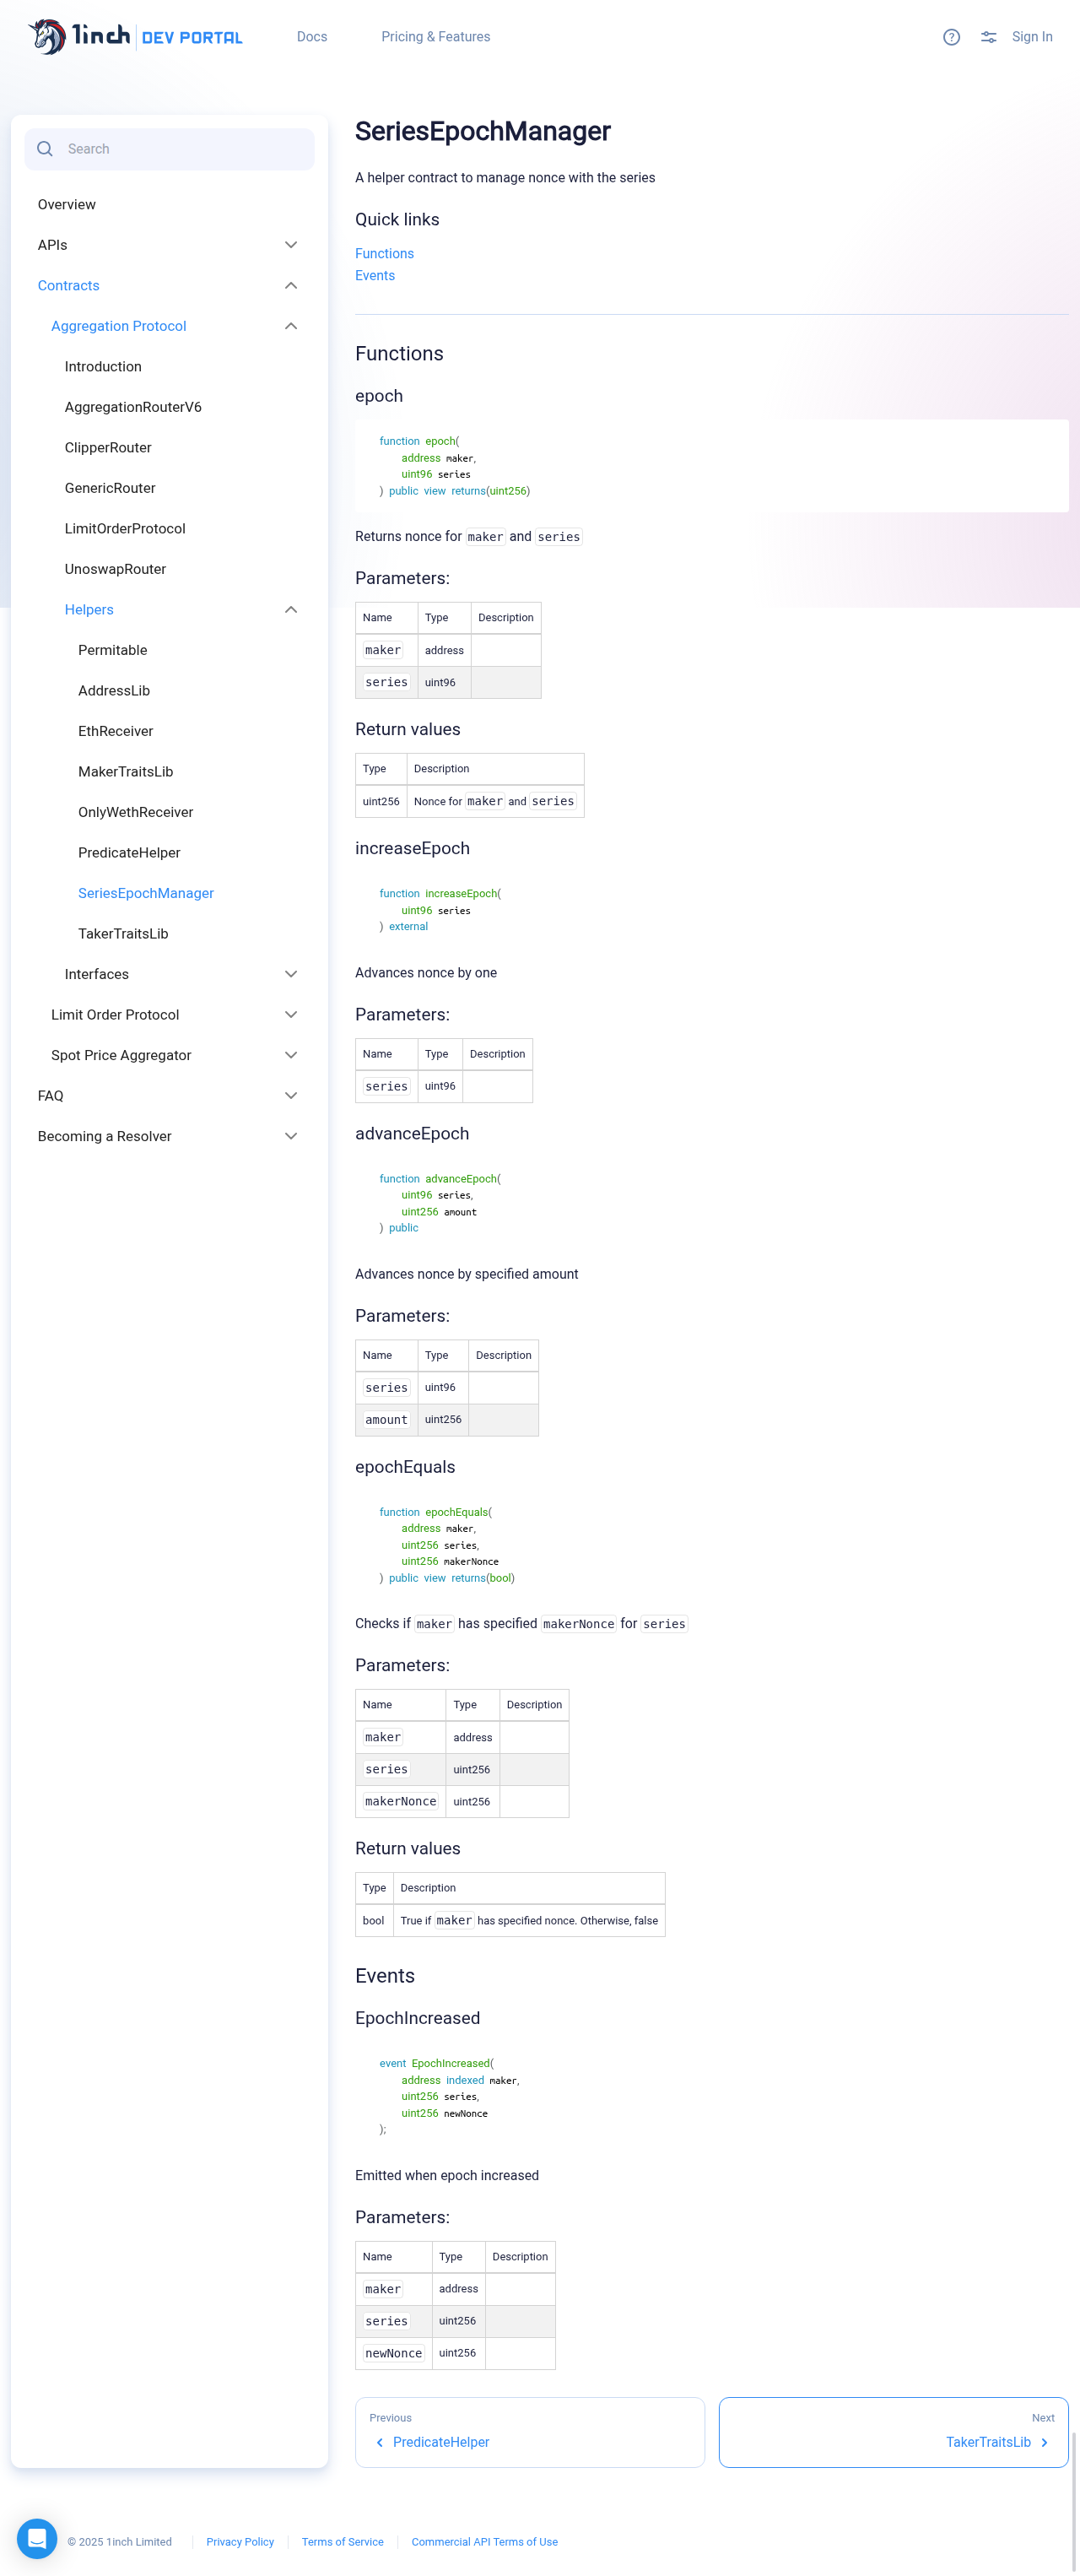 1inch DEV PORTAL
Docs
Pricing & Features
Sign In
Search
Overview
APIs
Contracts
Aggregation Protocol
Introduction
AggregationRouterV6
ClipperRouter
GenericRouter
LimitOrderProtocol
UnoswapRouter
Helpers
Permitable
AddressLib
EthReceiver
MakerTraitsLib
OnlyWethReceiver
PredicateHelper
SeriesEpochManager
TakerTraitsLib
Interfaces
Limit Order Protocol
Spot Price Aggregator
FAQ
Becoming a Resolver
SeriesEpochManager
A helper contract to manage nonce with the series
Quick links
Functions
Events
Functions
epoch
function epoch(
address maker,
uint96 series
) public view returns(uint256)
Returns nonce for maker and series
Parameters:
Name Type Description
maker address
series uint96
Return values
Type Description
uint256 Nonce for maker and series
increaseEpoch
function increaseEpoch(
uint96 series
) external
Advances nonce by one
Parameters:
Name Type Description
series uint96
advanceEpoch
function advanceEpoch(
uint96 series,
uint256 amount
) public
Advances nonce by specified amount
Parameters:
Name Type Description
series uint96
amount uint256
epochEquals
function epochEquals(
address maker,
uint256 series,
uint256 makerNonce
) public view returns(bool)
Checks if maker has specified makerNonce for series
Parameters:
Name Type Description
maker address
series uint256
makerNonce uint256
Return values
Type Description
bool True if maker has specified nonce. Otherwise, false
Events
EpochIncreased
event EpochIncreased(
address indexed maker,
uint256 series,
uint256 newNonce
);
Emitted when epoch increased
Parameters:
Name Type Description
maker address
series uint256
newNonce uint256
Previous
PredicateHelper
Next
TakerTraitsLib
© 2025 1inch Limited
Privacy Policy
Terms of Service
Commercial API Terms of Use